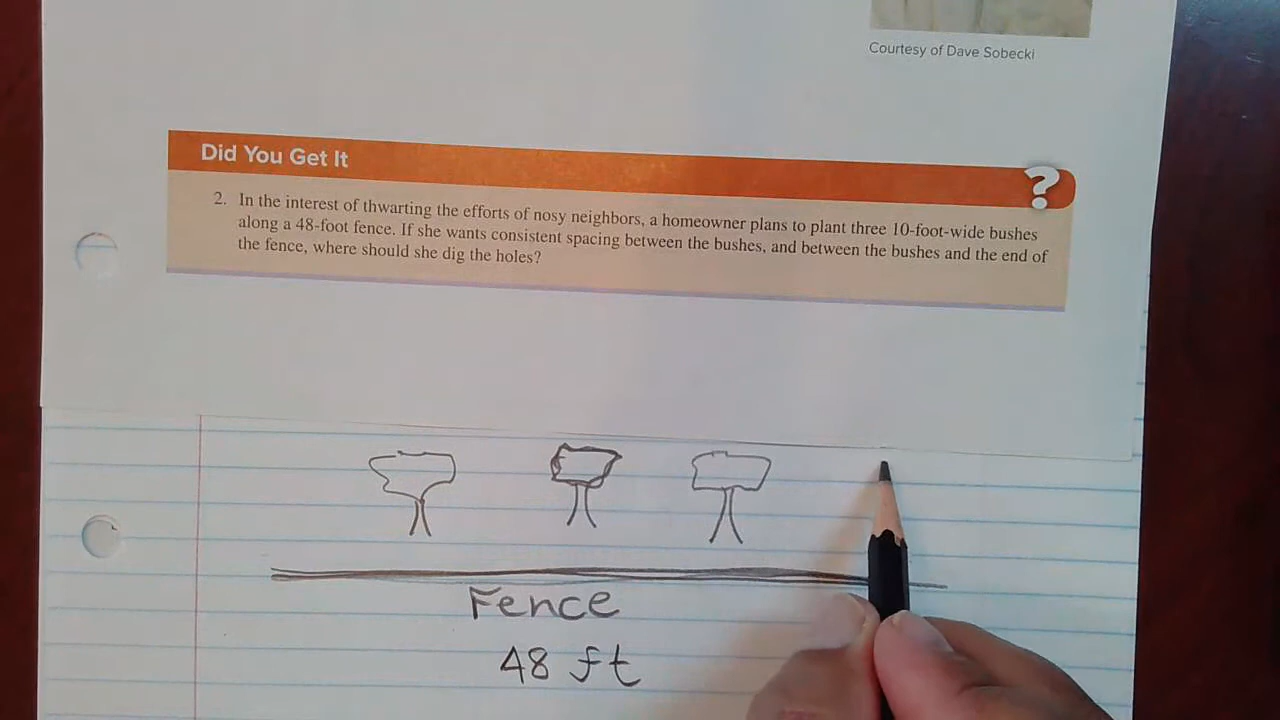 Courtesy of Dave Sobecki
Did You Get It
?
2. In the interest of thwarting the efforts of nosy neighbors, a homeowner plans to plant three 10-foot-wide bushes
along a 48-foot fence. If she wants consistent spacing between the bushes, and between the bushes and the end of
the fence, where should she dig the holes?
Fence
48 ft